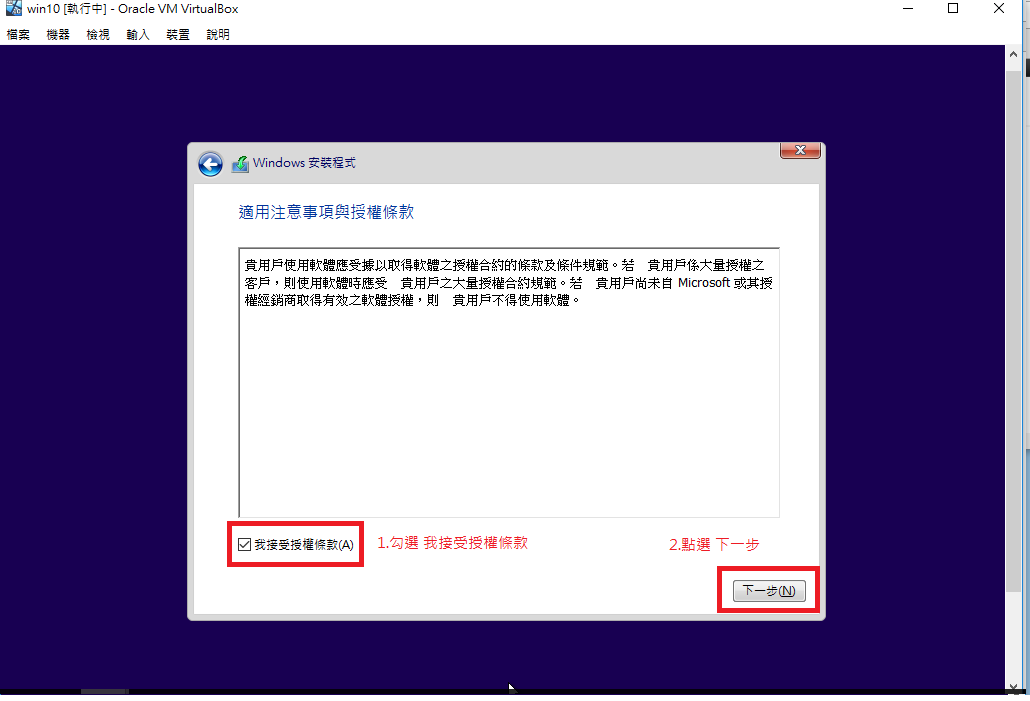 win10 [執行中] - Oracle VM VirtualBox
檔案 機器 檢視 輸入 裝置 說明
Windows 安裝程式
適用注意事項與授權條款
貴用戶使用軟體應受據以取得軟體之授權合約的條款及條件規範。若 貴用戶係大量授權之
客戶，則使用軟體時應受 貴用戶之大量授權合約規範。若 貴用戶尚未自 Microsoft 或其授
權經銷商取得有效之軟體授權，則 貴用戶不得使用軟體。
我接受授權條款(A) 1.勾選 我接受授權條款 2.點選 下一步
下一步(N)